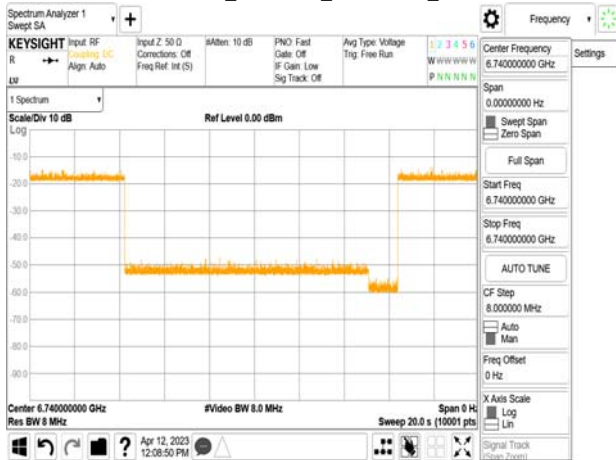 Spectrum Analyzer 1
Swept SA
+
Frequency
KEYSIGHT Input: RF
R
Coupling: DC
Align: Auto
LXI
Input Z: 50 Ω
Corrections: Off
Freq Ref: Int (S)
#Atten: 10 dB
PNO: Fast
Gate: Off
IF Gain: Low
Sig Track: Off
Avg Type: Voltage
Trig: Free Run
1 2 3 4 5 6
W W W W W W
P N N N N N
Settings
Center Frequency
6.740000000 GHz
Span
0.00000000 Hz
Swept Span
Zero Span
Full Span
Start Freq
6.740000000 GHz
Stop Freq
6.740000000 GHz
AUTO TUNE
CF Step
8.000000 MHz
Auto
Man
Freq Offset
0 Hz
X Axis Scale
Log
Lin
Signal Track
(Span Zoom)
1 Spectrum
Scale/Div 10 dB
Ref Level 0.00 dBm
Log
-10.0
-20.0
-30.0
-40.0
-50.0
-60.0
-70.0
-80.0
-90.0
Center 6.740000000 GHz
#Video BW 8.0 MHz
Span 0 Hz
Res BW 8 MHz
Sweep 20.0 s (10001 pts
?
Apr 12, 2023
12:08:50 PM